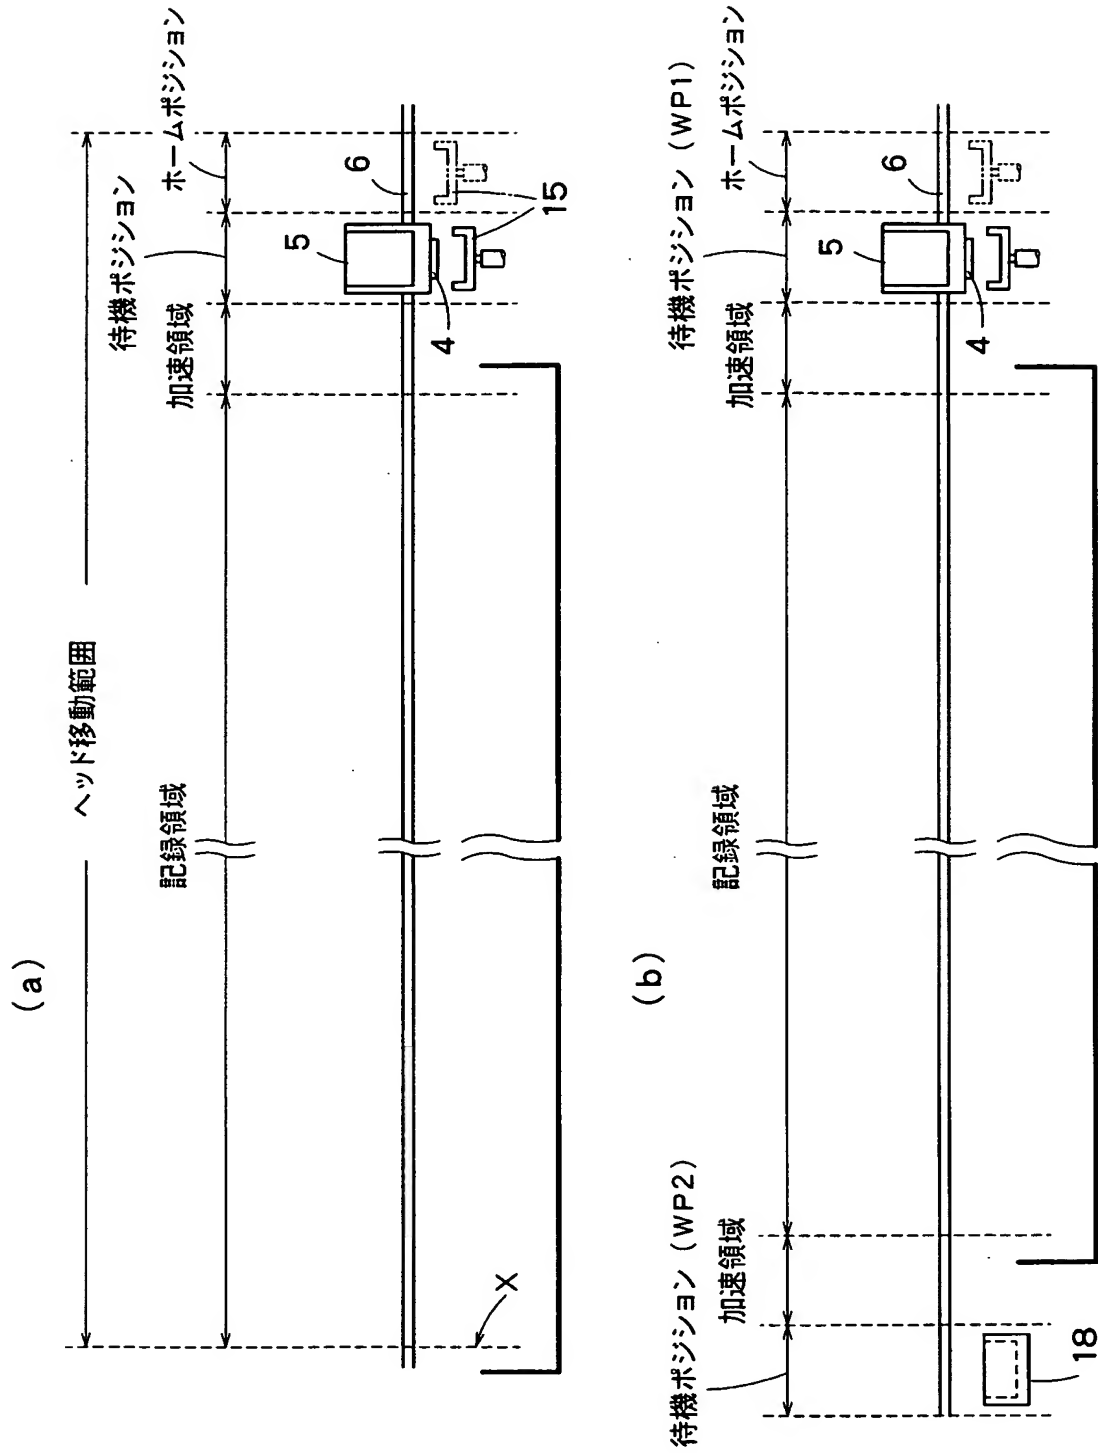 (a)
ヘッド移動範囲
記録領域
加速領域
待機ポジション
ホームポジション
5
6
4
15
X
(b)
待機ポジション (WP2)
加速領域
記録領域
加速領域
待機ポジション (WP1)
ホームポジション
5
6
4
18